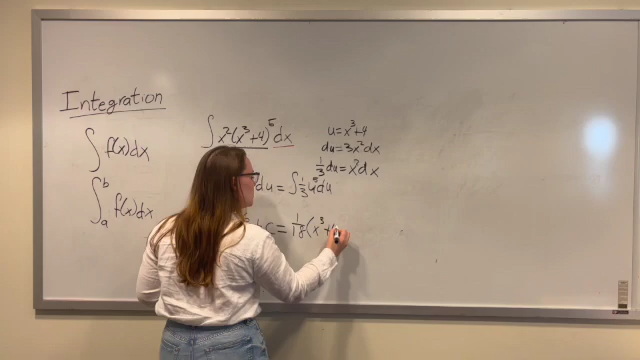 Integration
∫f(x)dx
∫ₐᵇ f(x)dx
∫x²(x³+4)⁵dx
du = ∫⅓u⁵du
+C = 1/18(x³+
u=x³+4
du=3x²dx
⅓du=x²dx